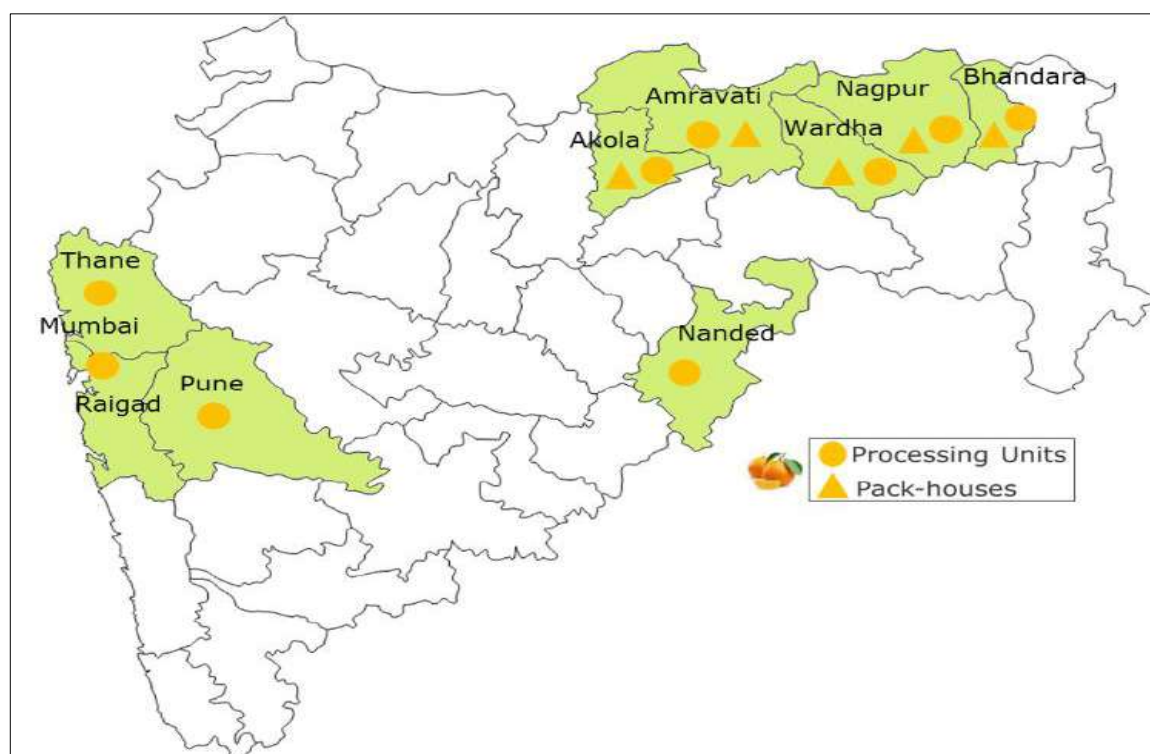 Bhandara
Nagpur
Amravati
Wardha
Akola
Thane
Mumbai
Nanded
Pune
Raigad
Processing Units
Pack-houses